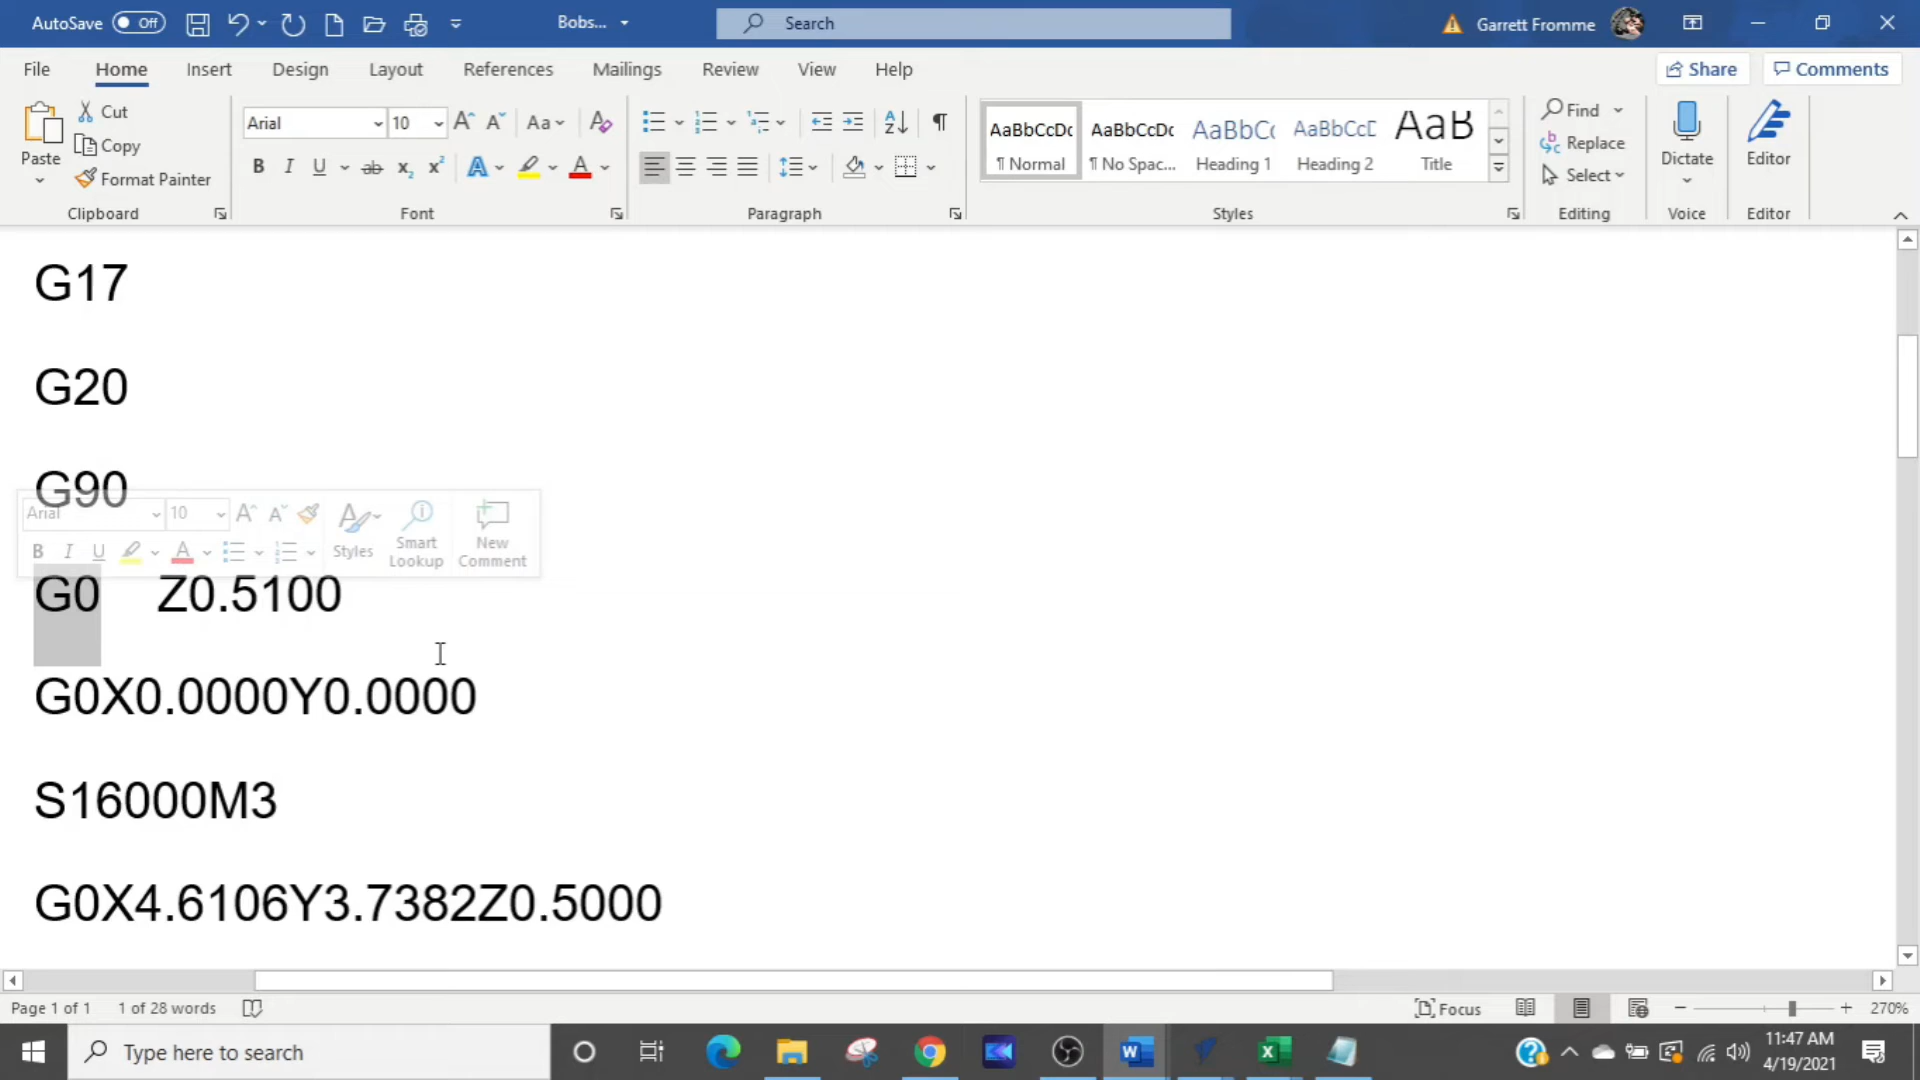 AutoSave Off Bobs... Search Garrett Fromme
File Home Insert Design Layout References Mailings Review View Help Share Comments
Paste Cut Copy Format Painter Clipboard
Arial 10 Aa Font
Paragraph
AaBbCcDc AaBbCcDc AaBbC( AaBbCcD AaB
¶ Normal ¶ No Spac... Heading 1 Heading 2 Title
Styles
Find Replace Select Editing
Dictate Voice
Editor Editor
G17
G20
G90
Arial 10
B I U Styles Smart Lookup New Comment
G0 Z0.5100
G0X0.0000Y0.0000
S16000M3
G0X4.6106Y3.7382Z0.5000
Page 1 of 1 1 of 28 words Focus 270%
Type here to search 11:47 AM
4/19/2021